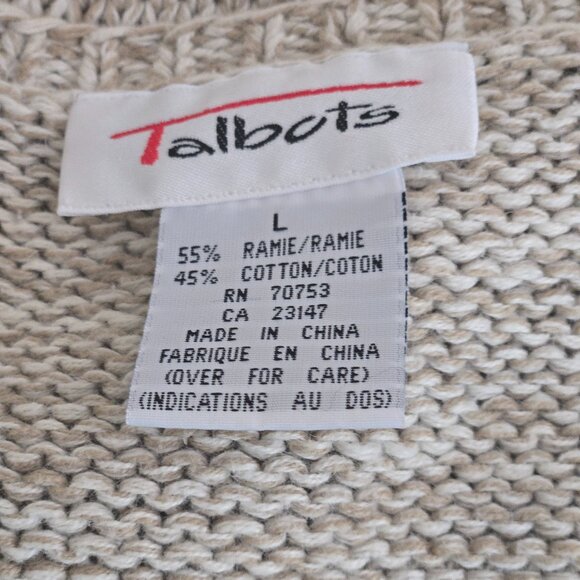 Talbots
L
55% RAMIE/RAMIE
45% COTTON/COTON
RN 70753
CA 23147
MADE IN CHINA
FABRIQUE EN CHINA
(OVER FOR CARE)
(INDICATIONS AU DOS)